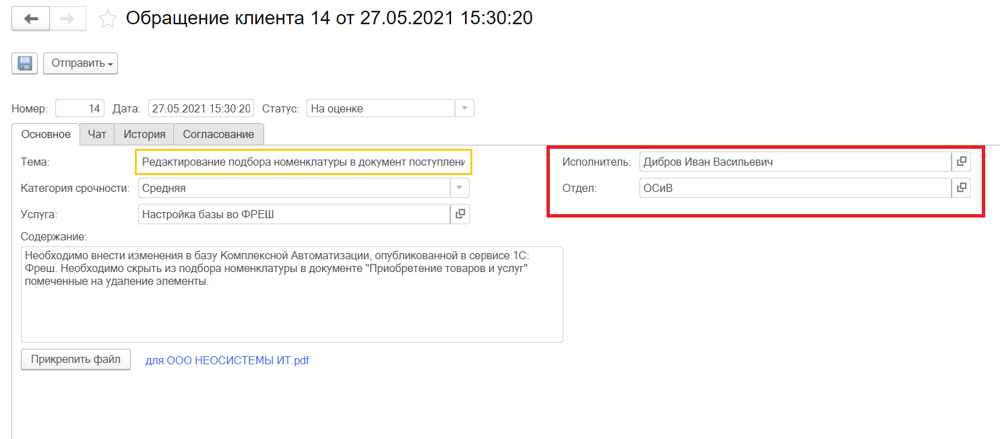 Обращение клиента 14 от 27.05.2021 15:30:20
Отправить
Номер: 14 Дата: 27.05.2021 15:30:20 Статус: На оценке
Основное Чат История Согласование
Тема: Редактирование подбора номенклатуры в документ поступлени Исполнитель: Дибров Иван Васильевич
Категория срочности: Средняя Отдел: ОСиВ
Услуга: Настройка базы во ФРЕШ
Содержание:
Необходимо внести изменения в базу Комплексной Автоматизации, опубликованной в сервисе 1С:
Фреш. Необходимо скрыть из подбора номенклатуры в документе "Приобретение товаров и услуг"
помеченные на удаление элементы.
Прикрепить файл для ООО НЕОСИСТЕМЫ ИТ.pdf